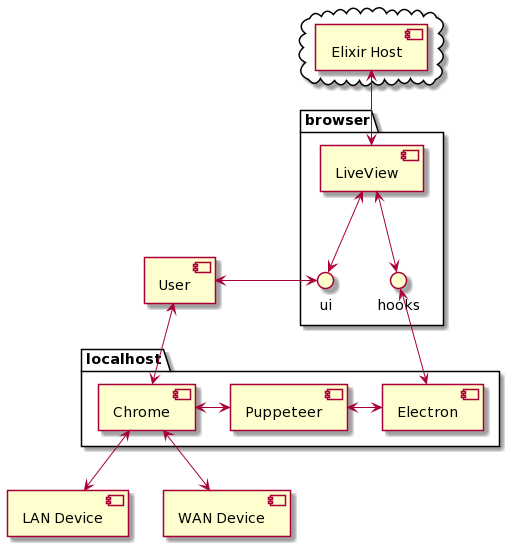 Elixir Host
browser
LiveView
User
ui
hooks
localhost
Chrome
Puppeteer
Electron
LAN Device
WAN Device